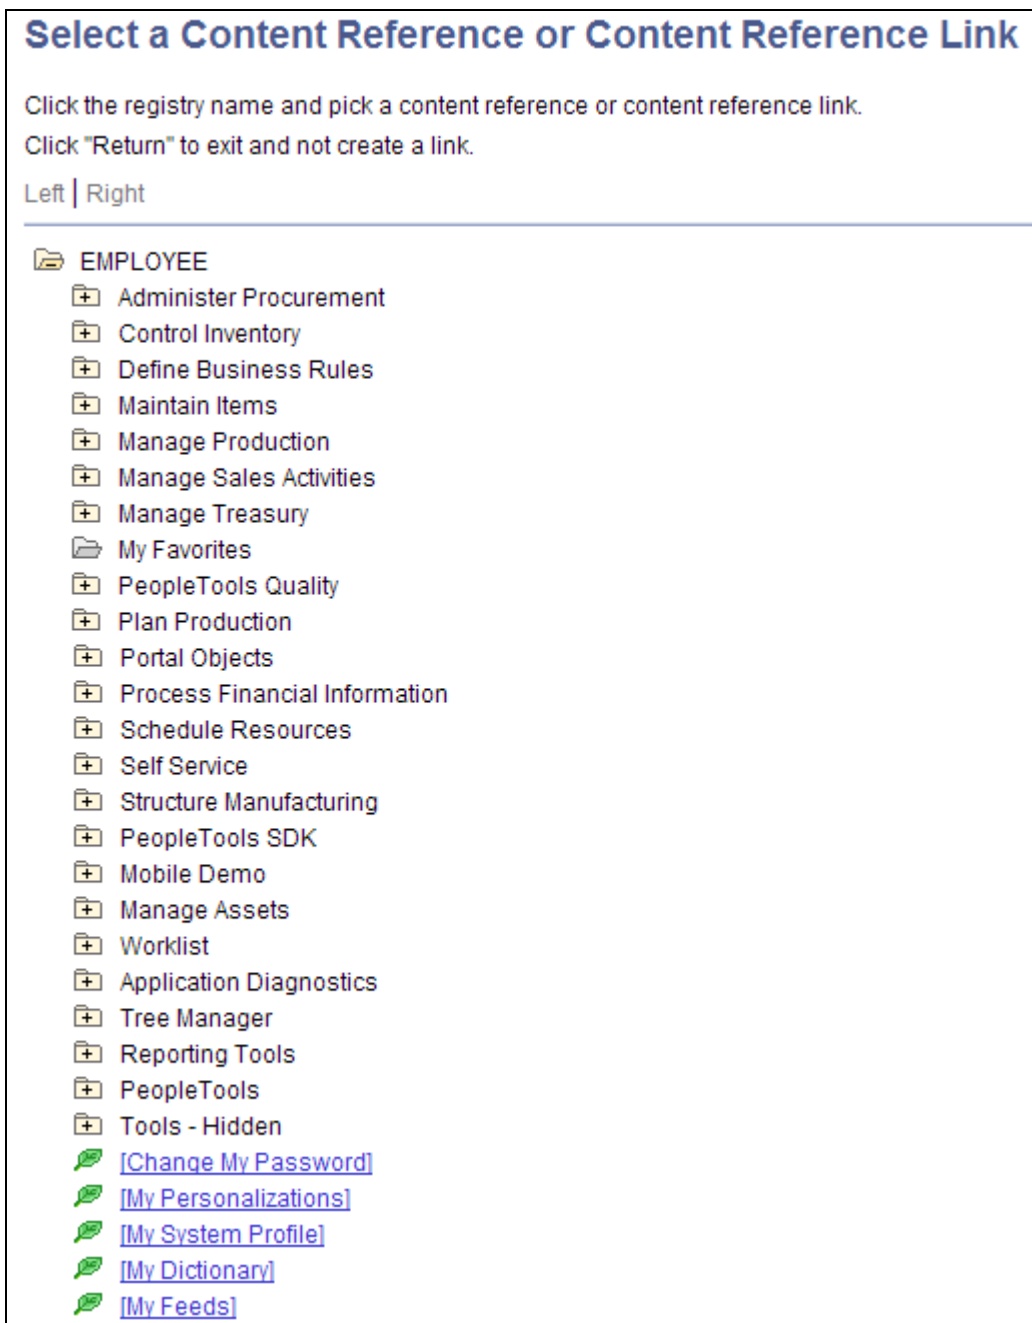 Select a Content Reference or Content Reference Link
Click the registry name and pick a content reference or content reference link.
Click "Return" to exit and not create a link.
Left | Right
EMPLOYEE
Administer Procurement
Control Inventory
Define Business Rules
Maintain Items
Manage Production
Manage Sales Activities
Manage Treasury
My Favorites
PeopleTools Quality
Plan Production
Portal Objects
Process Financial Information
Schedule Resources
Self Service
Structure Manufacturing
PeopleTools SDK
Mobile Demo
Manage Assets
Worklist
Application Diagnostics
Tree Manager
Reporting Tools
PeopleTools
Tools - Hidden
[Change My Password]
[My Personalizations]
[My System Profile]
[My Dictionary]
[My Feeds]